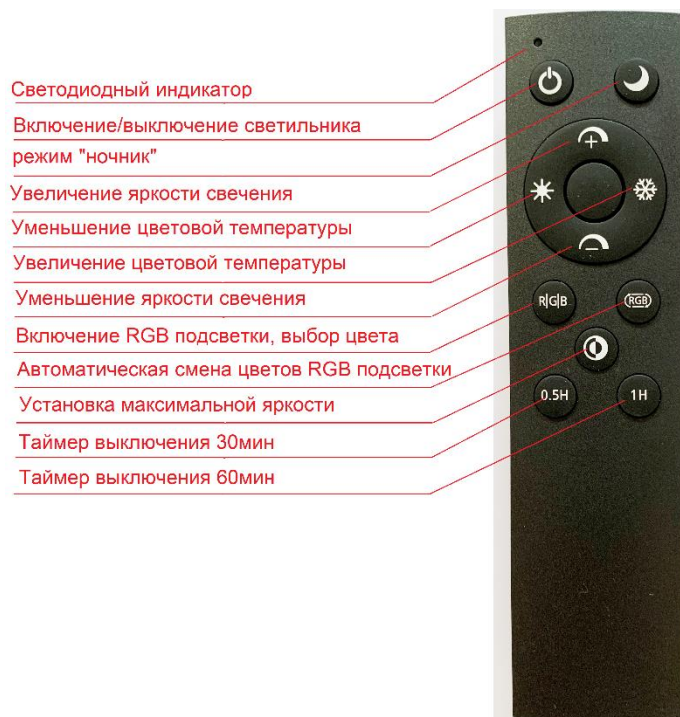 Светодиодный индикатор
Включение/выключение светильника
режим "ночник"
Увеличение яркости свечения
Уменьшение цветовой температуры
Увеличение цветовой температуры
Уменьшение яркости свечения
Включение RGB подсветки, выбор цвета
Автоматическая смена цветов RGB подсветки
Установка максимальной яркости
Таймер выключения 30мин
Таймер выключения 60мин
R|G|B
RGB
0.5H
1H